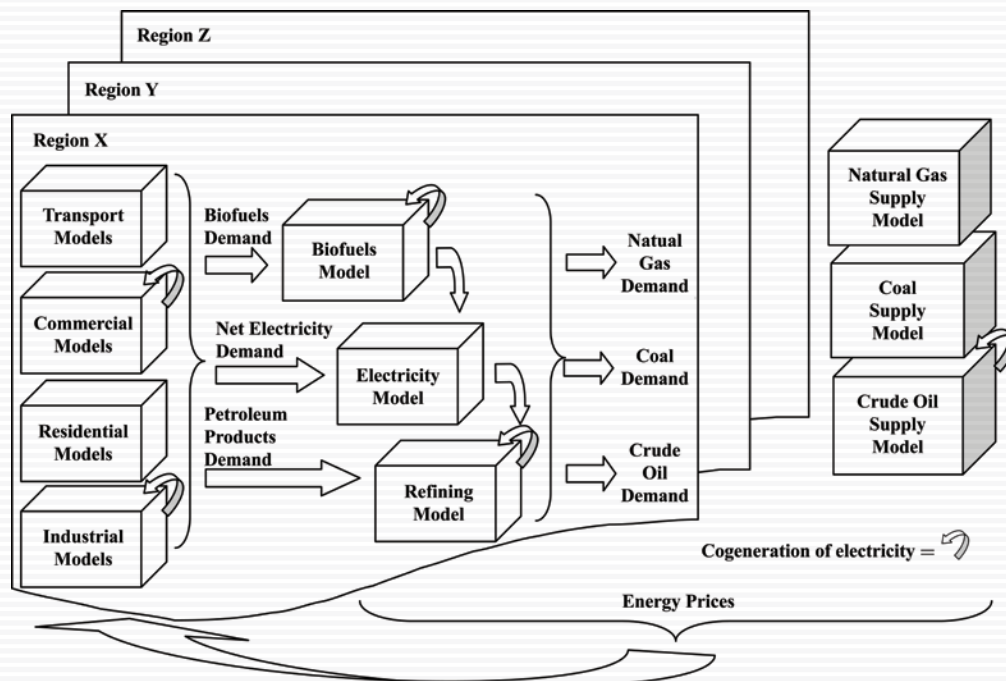 Region Z
Region Y
Region X
Transport
Models
Commercial
Models
Residential
Models
Industrial
Models
Biofuels
Demand
Biofuels
Model
Net Electricity
Demand
Electricity
Model
Petroleum
Products
Demand
Refining
Model
Natual
Gas
Demand
Coal
Demand
Crude
Oil
Demand
Natural Gas
Supply
Model
Coal
Supply
Model
Crude Oil
Supply
Model
Cogeneration of electricity =
Energy Prices